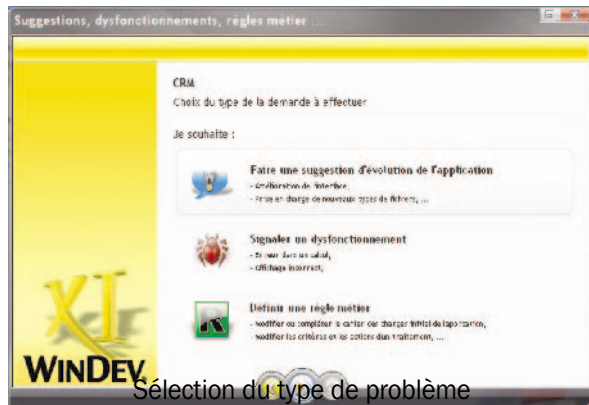 Suggestions, dysfonctionnements, règles métier ...
CRM
Choix du type de la demande à effectuer
Je souhaite :
Faire une suggestion d'évolution de l'application
- Amélioration de l'interface,
- Prise en charge de nouveaux types de fichiers, ...
Signaler un dysfonctionnement
- Erreur dans un calcul,
- Affichage incorrect,
Définir une règle métier
- Modifier ou compléter le cahier des charges initial de l'application,
- Modifier les critères et les actions d'un traitement, ...
XI
WINDEV
Sélection du type de problème